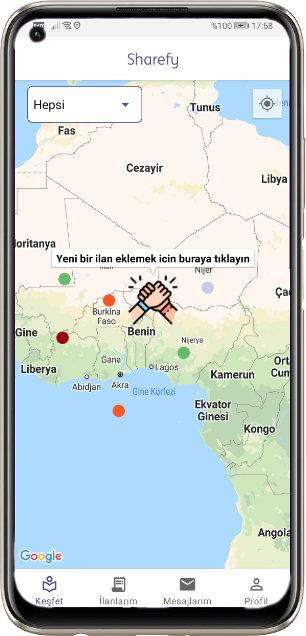 %100 17:58
Sharefy
Hepsi
Tunus
Fas
Cezayir
Libya
oritanya
Yeni bir ilan eklemek icin buraya tıklayın
Nijer
Burkina
Faso
Benin
Gine
Nijerya
Gana
Liberya
Lagos
Abidjan
Akra
Kamerun
Gine Körfezi
Ekvator
Ginesi
Kongo
Angola
Google
Keşfet
İlanlarım
Mesajlarım
Profil